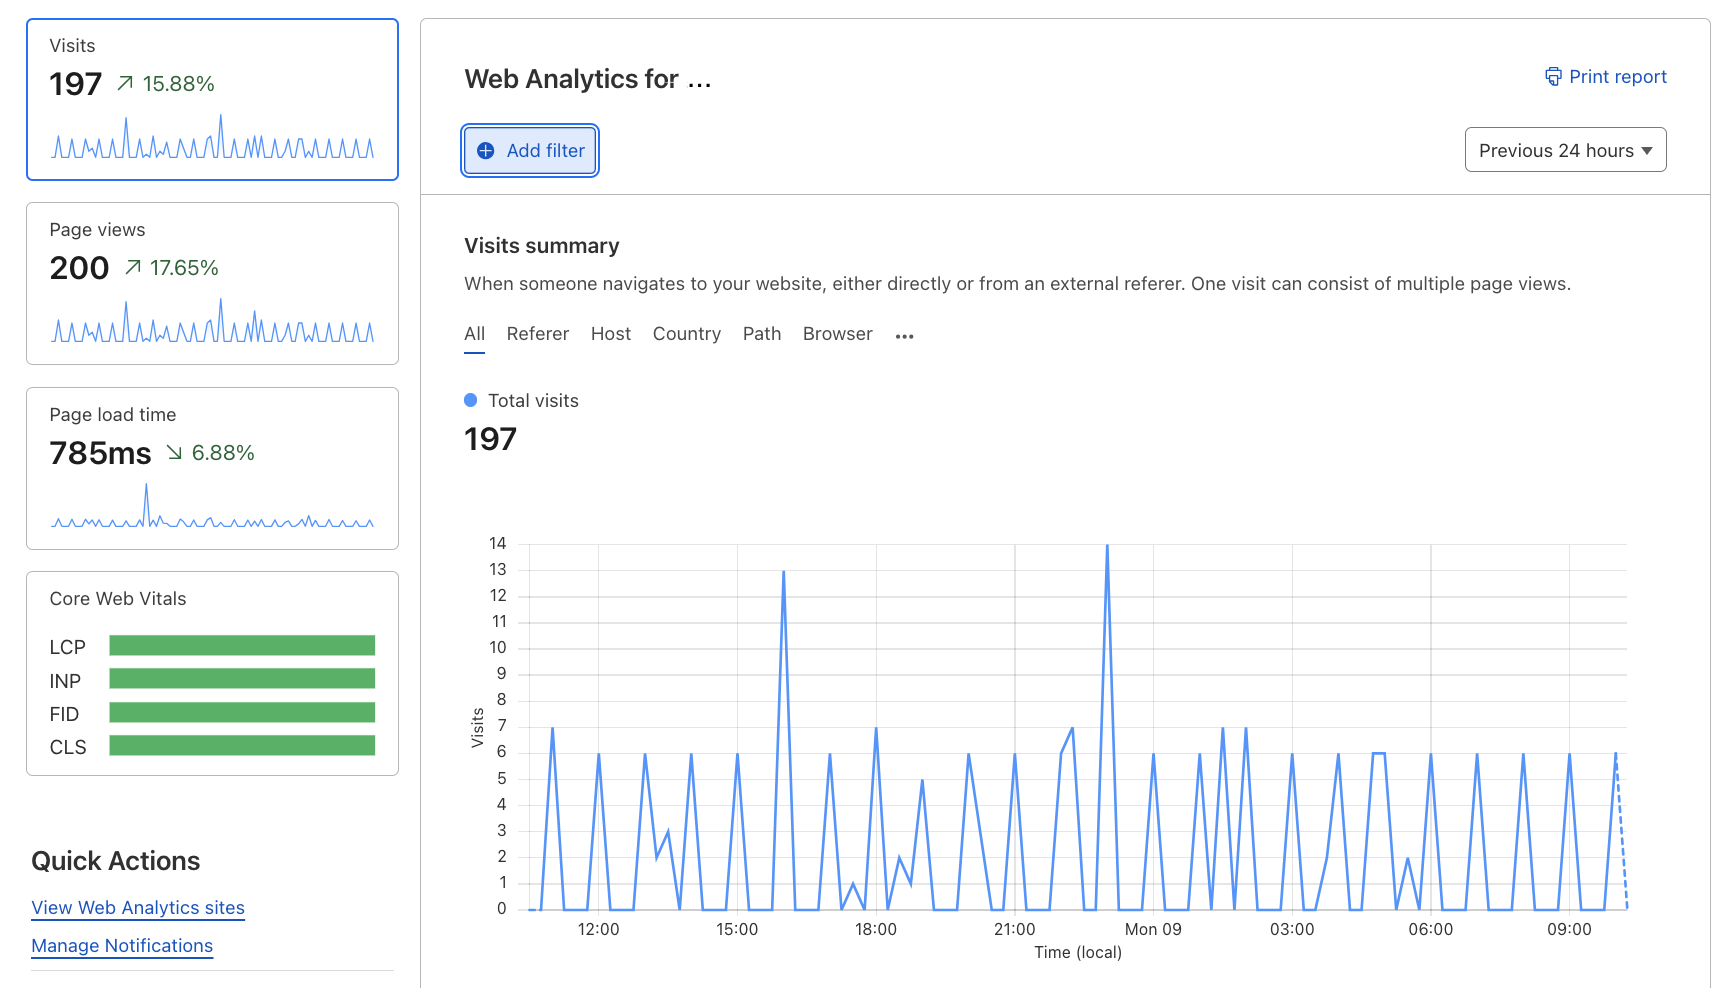 Visits
197 15.88%
Page views
200 17.65%
Page load time
785ms 6.88%
Core Web Vitals
LCP
INP
FID
CLS
Quick Actions
View Web Analytics sites
Manage Notifications
Web Analytics for ...
Print report
Add filter
Previous 24 hours
Visits summary
When someone navigates to your website, either directly or from an external referer. One visit can consist of multiple page views.
All Referer Host Country Path Browser ...
Total visits
197
14
13
12
11
10
9
8
7
6
5
4
3
2
1
0
Visits
12:00 15:00 18:00 21:00 Mon 09 03:00 06:00 09:00
Time (local)